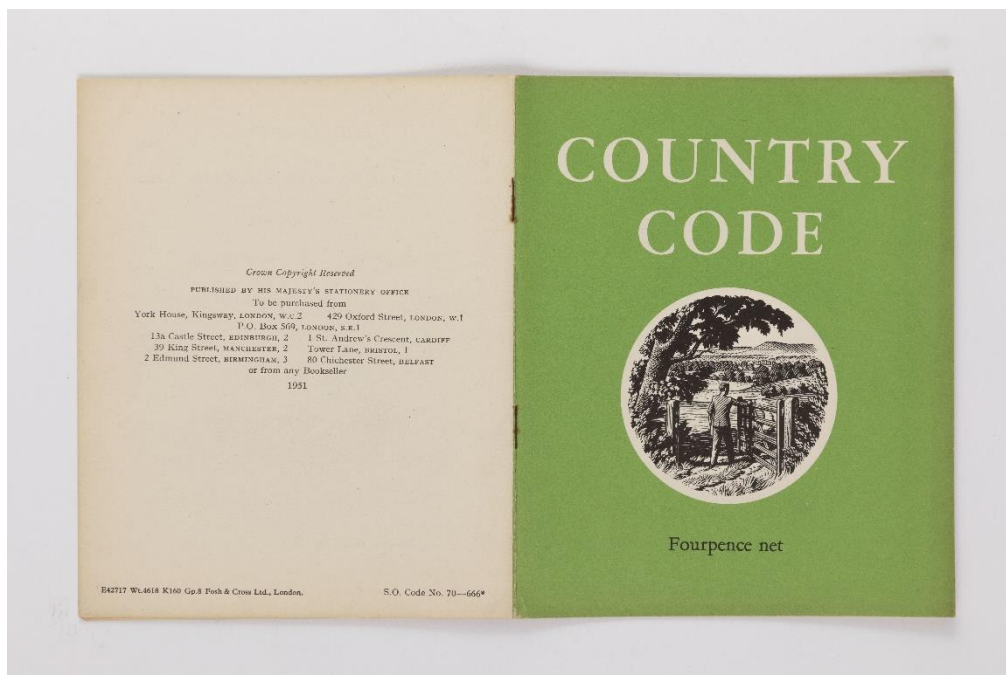 Crown Copyright Reserved
PUBLISHED BY HIS MAJESTY'S STATIONERY OFFICE
To be purchased from
York House, Kingsway, LONDON, W.C.2 429 Oxford Street, LONDON, W.1
P.O. Box 569, LONDON, S.E.1
13a Castle Street, EDINBURGH, 2 1 St. Andrew's Crescent, CARDIFF
39 King Street, MANCHESTER, 2 Tower Lane, BRISTOL, 1
2 Edmund Street, BIRMINGHAM, 3 80 Chichester Street, BELFAST
or from any Bookseller
1951
E42717 Wt.4618 K160 Gp.8 Fosh & Cross Ltd., London.
S.O. Code No. 70—666*
COUNTRY
CODE
Fourpence net